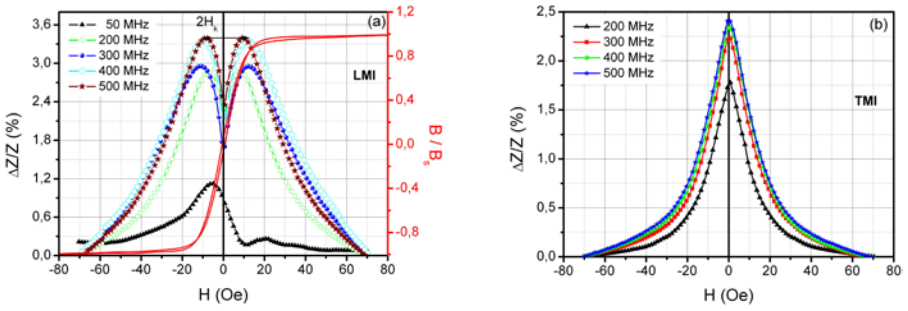 2Hₖ
(a)
50 MHz
200 MHz
300 MHz
400 MHz
500 MHz
LMI
3,6
3,0
2,4
1,8
1,2
0,6
0,0
ΔZ/Z (%)
-80 -60 -40 -20 0 20 40 60 80
H (Oe)
1,2
0,8
0,4
0,0
-0,4
-0,8
B / Bₛ
(b)
200 MHz
300 MHz
400 MHz
500 MHz
TMI
2,5
2,0
1,5
1,0
0,5
0,0
ΔZ/Z (%)
-80 -60 -40 -20 0 20 40 60 80
H (Oe)